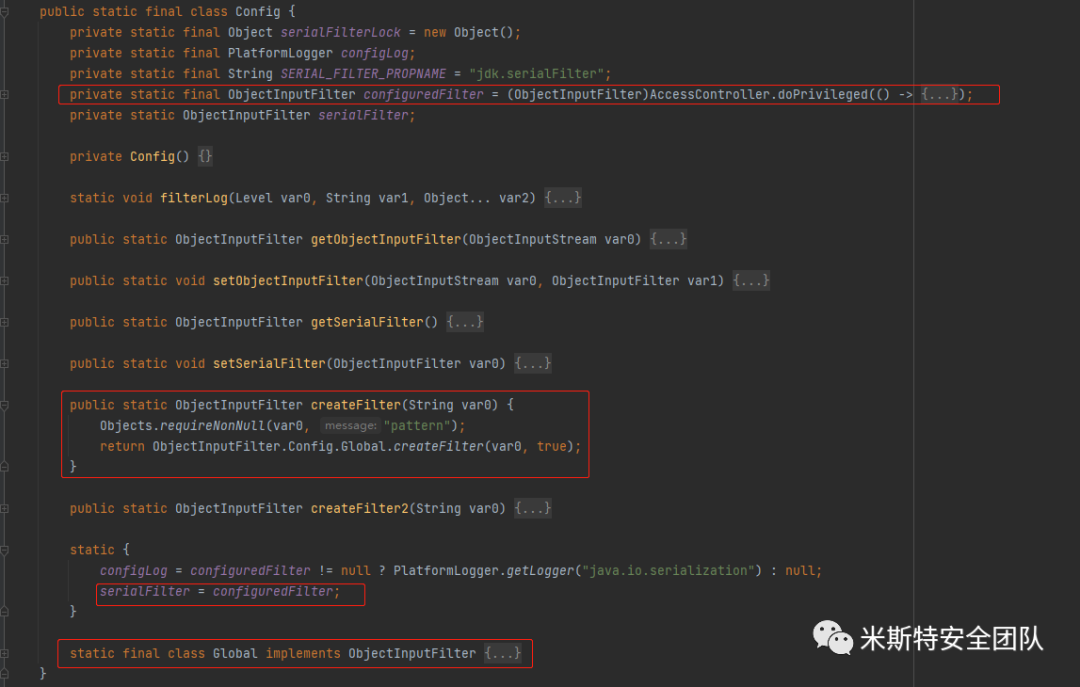 public static final class Config {
private static final Object serialFilterLock = new Object();
private static final PlatformLogger configLog;
private static final String SERIAL_FILTER_PROPNAME = "jdk.serialFilter";
private static final ObjectInputFilter configuredFilter = (ObjectInputFilter)AccessController.doPrivileged(() -> {...});
private static ObjectInputFilter serialFilter;
private Config() {}
static void filterLog(Level var0, String var1, Object... var2) {...}
public static ObjectInputFilter getObjectInputFilter(ObjectInputStream var0) {...}
public static void setObjectInputFilter(ObjectInputStream var0, ObjectInputFilter var1) {...}
public static ObjectInputFilter getSerialFilter() {...}
public static void setSerialFilter(ObjectInputFilter var0) {...}
public static ObjectInputFilter createFilter(String var0) {
Objects.requireNonNull(var0, message: "pattern");
return ObjectInputFilter.Config.Global.createFilter(var0, true);
}
public static ObjectInputFilter createFilter2(String var0) {...}
static {
configLog = configuredFilter != null ? PlatformLogger.getLogger("java.io.serialization") : null;
serialFilter = configuredFilter;
}
static final class Global implements ObjectInputFilter {...}
}
米斯特安全团队